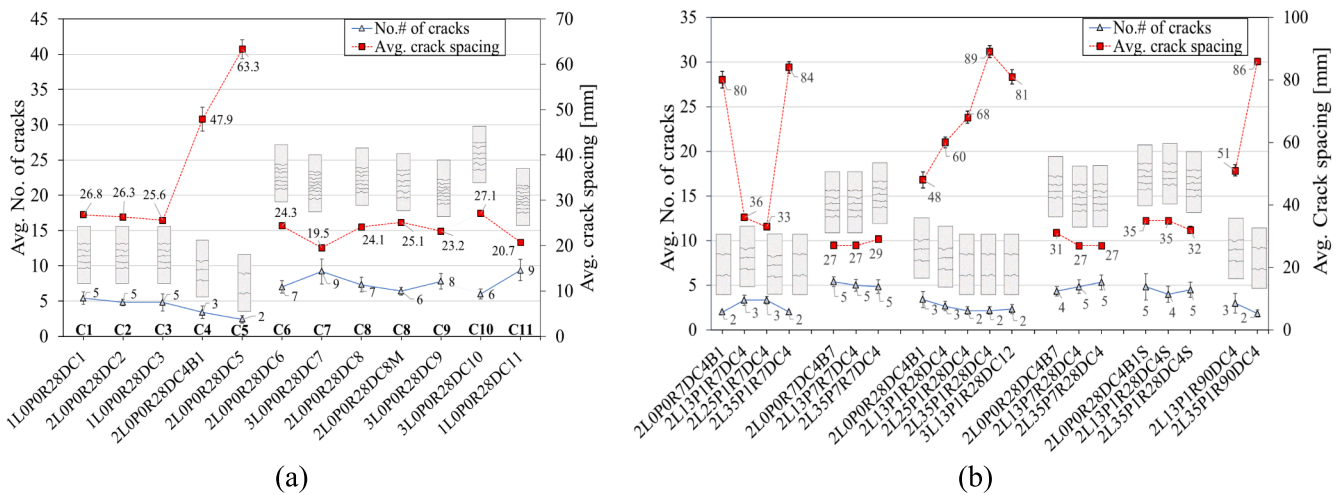 45
40
35
30
25
20
15
10
5
0
Avg. No. of cracks
70
60
50
40
30
20
10
0
Avg. crack spacing [mm]
No.# of cracks
Avg. crack spacing
26.8
26.3
25.6
47.9
63.3
24.3
19.5
24.1
25.1
23.2
27.1
20.7
5
5
5
3
2
7
9
7
6
8
6
9
C1 C2 C3 C4 C5 C6 C7 C8 C8 C9 C10 C11
1L0P0R28DC1
2L0P0R28DC2
1L0P0R28DC3
2L0P0R28DC4B1
2L0P0R28DC5
2L0P0R28DC6
3L0P0R28DC7
2L0P0R28DC8
2L0P0R28DC8M
3L0P0R28DC9
3L0P0R28DC10
1L0P0R28DC11
(a)
35
30
25
20
15
10
5
0
Avg. No. of cracks
100
80
60
40
20
0
Avg. Crack spacing [mm]
No.# of cracks
Avg. crack spacing
80
36
33
84
27
27
29
48
60
68
89
81
31
27
27
35
35
32
51
86
2
3
3
2
5
5
5
3
3
2
2
2
4
5
5
5
4
5
3
2
2L0P0R7DC4B1
2L13P1R7DC4
2L25P1R7DC4
2L35P1R7DC4
2L0P0R7DC4B7
2L13P7R7DC4
2L35P7R7DC4
2L0P0R28DC4B1
2L13P1R28DC4
2L25P1R28DC4
2L35P1R28DC4
3L13P1R28DC12
2L0P0R28DC4B7
2L13P7R28DC4
2L35P7R28DC4
2L0P0R28DC4B1S
2L13P1R28DC4S
2L35P1R28DC4S
2L13P1R90DC4
2L35P1R90DC4
(b)